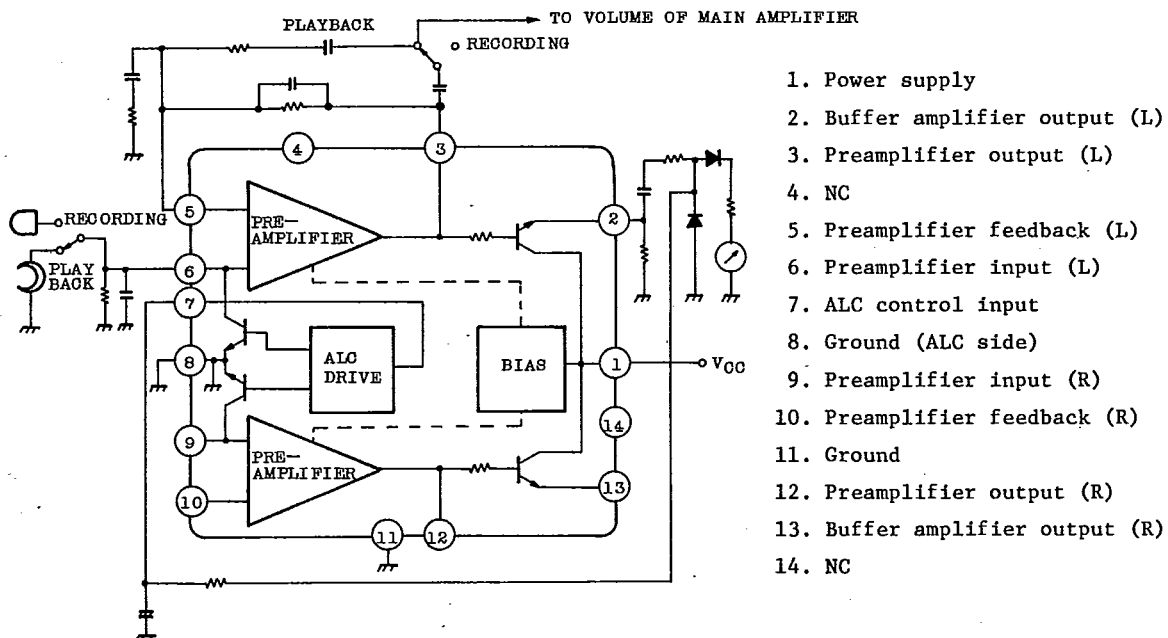 TO VOLUME OF MAIN AMPLIFIER
PLAYBACK
RECORDING
4
3
5
PRE-
AMPLIFIER
2
RECORDING
PLAY
BACK
6
7
8
ALC
DRIVE
BIAS
1
VCC
9
14
PRE-
AMPLIFIER
10
13
11
12
1. Power supply
2. Buffer amplifier output (L)
3. Preamplifier output (L)
4. NC
5. Preamplifier feedback (L)
6. Preamplifier input (L)
7. ALC control input
8. Ground (ALC side)
9. Preamplifier input (R)
10. Preamplifier feedback (R)
11. Ground
12. Preamplifier output (R)
13. Buffer amplifier output (R)
14. NC